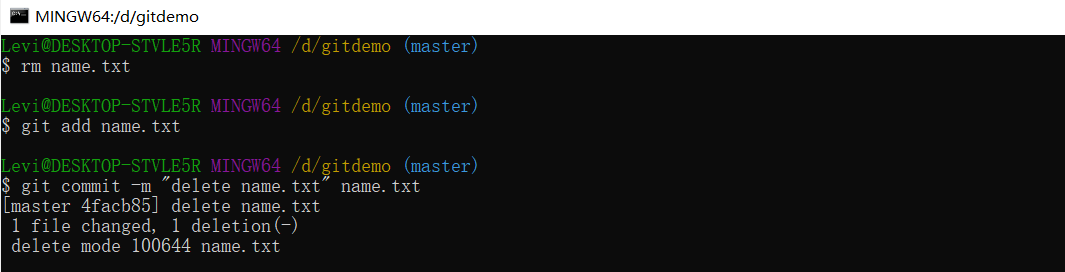 MINGW64:/d/gitdemo
Levi@DESKTOP-STVLE5R MINGW64 /d/gitdemo (master)
$ rm name.txt
Levi@DESKTOP-STVLE5R MINGW64 /d/gitdemo (master)
$ git add name.txt
Levi@DESKTOP-STVLE5R MINGW64 /d/gitdemo (master)
$ git commit -m "delete name.txt" name.txt
[master 4facb85] delete name.txt
1 file changed, 1 deletion(-)
delete mode 100644 name.txt